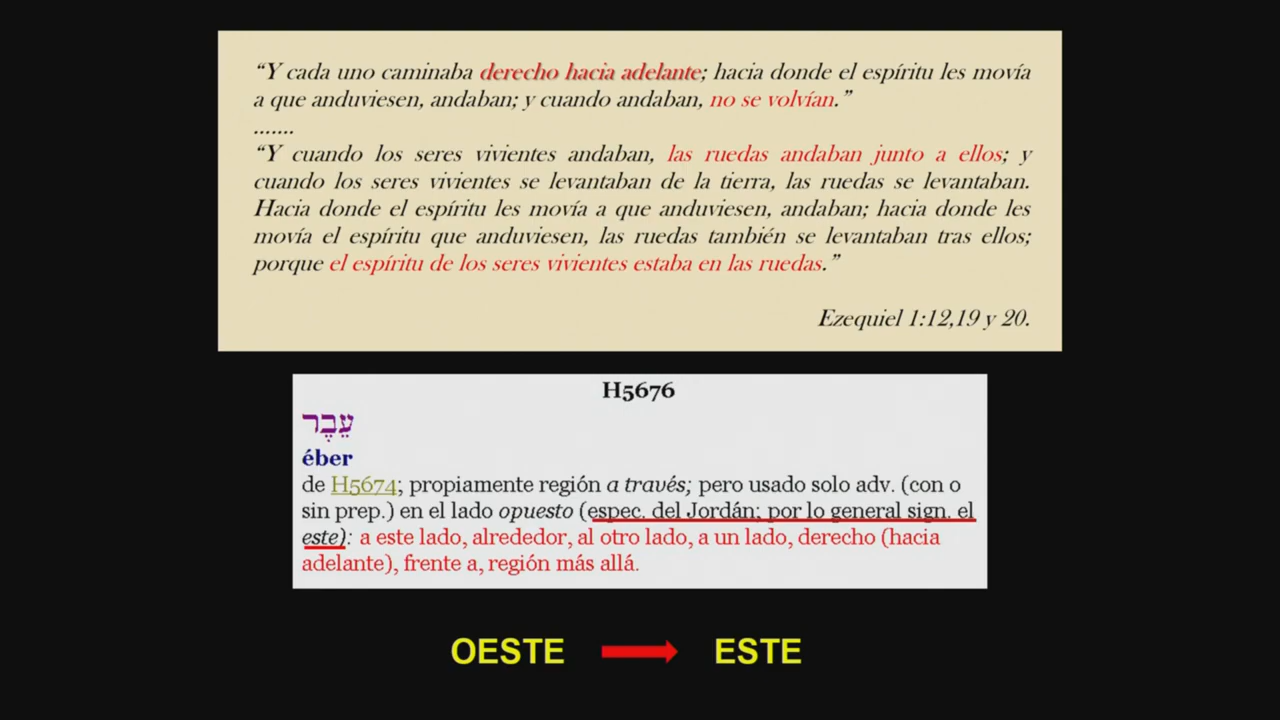 “Y cada uno caminaba derecho hacia adelante; hacia donde el espíritu les movía
a que anduviesen, andaban; y cuando andaban, no se volvían.”
.......
“Y cuando los seres vivientes andaban, las ruedas andaban junto a ellos; y
cuando los seres vivientes se levantaban de la tierra, las ruedas se levantaban.
Hacia donde el espíritu les movía a que anduviesen, andaban; hacia donde les
movía el espíritu que anduviesen, las ruedas también se levantaban tras ellos;
porque el espíritu de los seres vivientes estaba en las ruedas.”
Ezequiel 1:12,19 y 20.
H5676
עֵבֶר
éber
de H5674; propiamente región a través; pero usado solo adv. (con o
sin prep.) en el lado opuesto (espec. del Jordán; por lo general sign. el
este): a este lado, alrededor, al otro lado, a un lado, derecho (hacia
adelante), frente a, región más allá.
OESTE ESTE